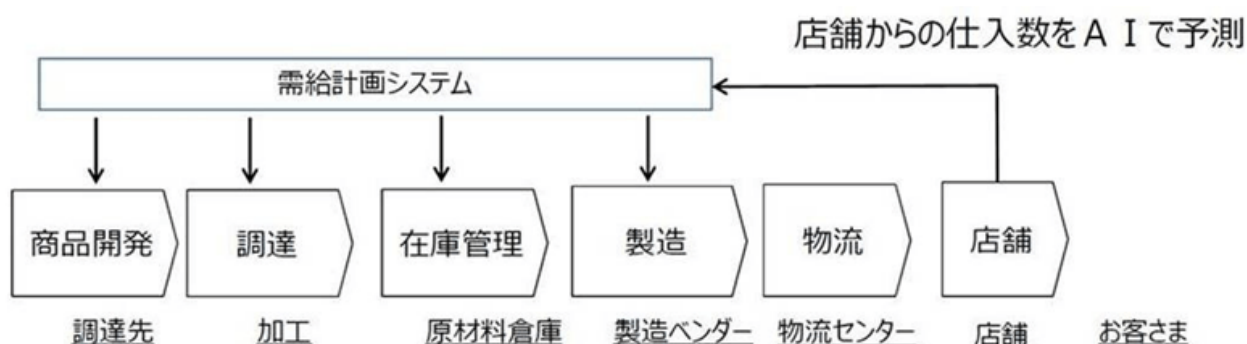 店舗からの仕入数をＡＩで予測
需給計画システム
商品開発 調達 在庫管理 製造 物流 店舗
調達先 加工 原材料倉庫 製造ベンダー 物流センター 店舗 お客さま